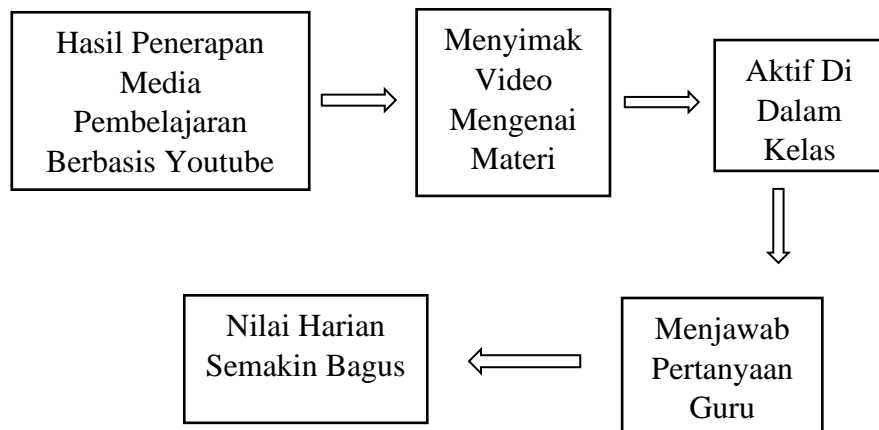 Hasil Penerapan
Media
Pembelajaran
Berbasis Youtube
Menyimak
Video
Mengenai
Materi
Aktif Di
Dalam
Kelas
Menjawab
Pertanyaan
Guru
Nilai Harian
Semakin Bagus